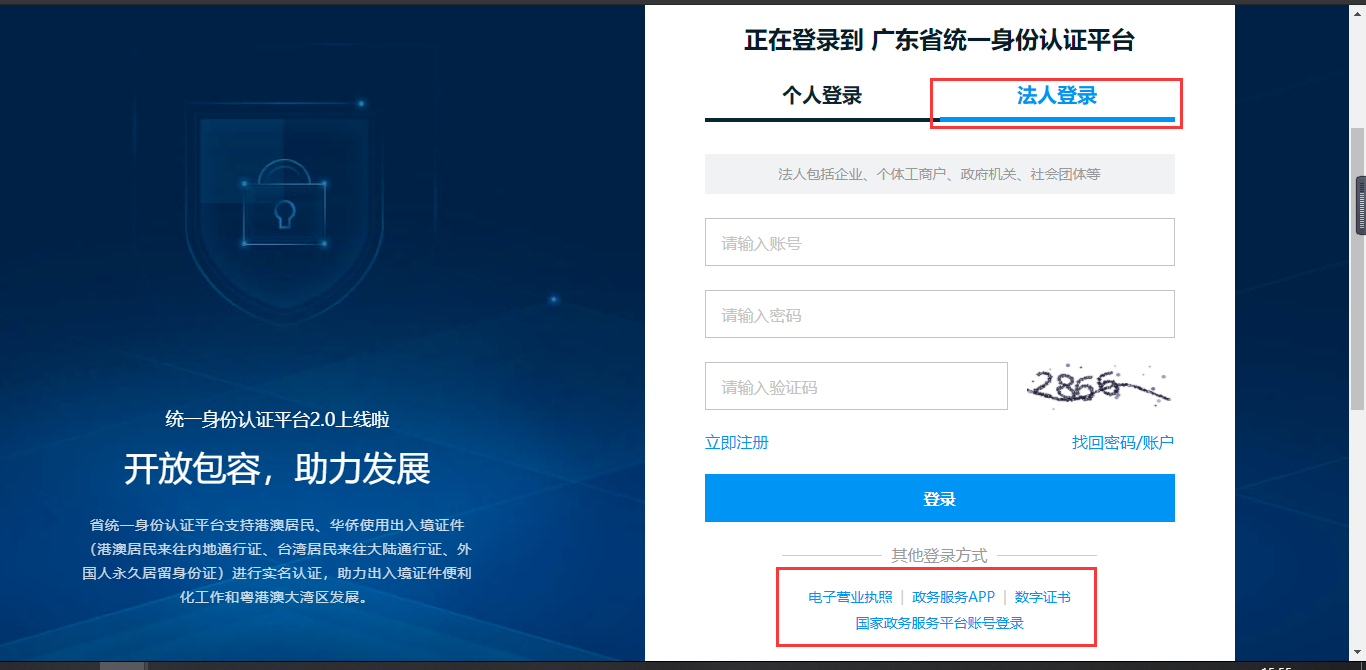 正在登录到 广东省统一身份认证平台
个人登录
法人登录
法人包括企业、个体工商户、政府机关、社会团体等
请输入账号
请输入密码
请输入验证码
2866
立即注册
找回密码/账户
登录
其他登录方式
电子营业执照 | 政务服务APP | 数字证书
国家政务服务平台账号登录
统一身份认证平台2.0上线啦
开放包容，助力发展
省统一身份认证平台支持港澳居民、华侨使用出入境证件
（港澳居民来往内地通行证、台湾居民来往大陆通行证、外
国人永久居留身份证）进行实名认证，助力出入境证件便利
化工作和粤港澳大湾区发展。